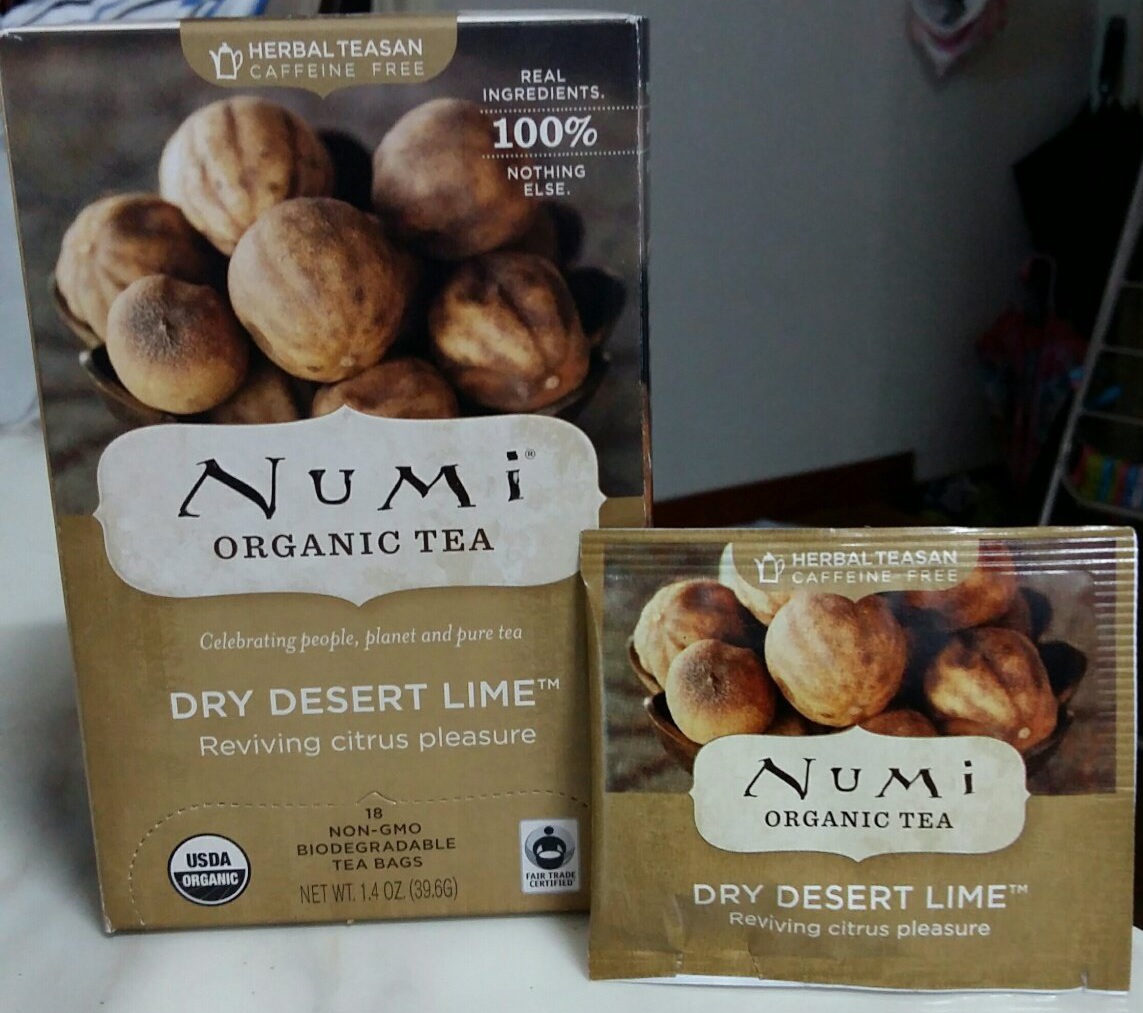 HERBAL TEASAN
CAFFEINE FREE
REAL
INGREDIENTS.
100%
NOTHING
ELSE.
NUMi®
ORGANIC TEA
Celebrating people, planet and pure tea
DRY DESERT LIME™
Reviving citrus pleasure
18
NON-GMO
BIODEGRADABLE
TEA BAGS
NET WT. 1.4 OZ. (39.6G)
USDA
ORGANIC
FAIR TRADE
CERTIFIED
HERBAL TEASAN
CAFFEINE FREE
NUMi
ORGANIC TEA
DRY DESERT LIME™
Reviving citrus pleasure